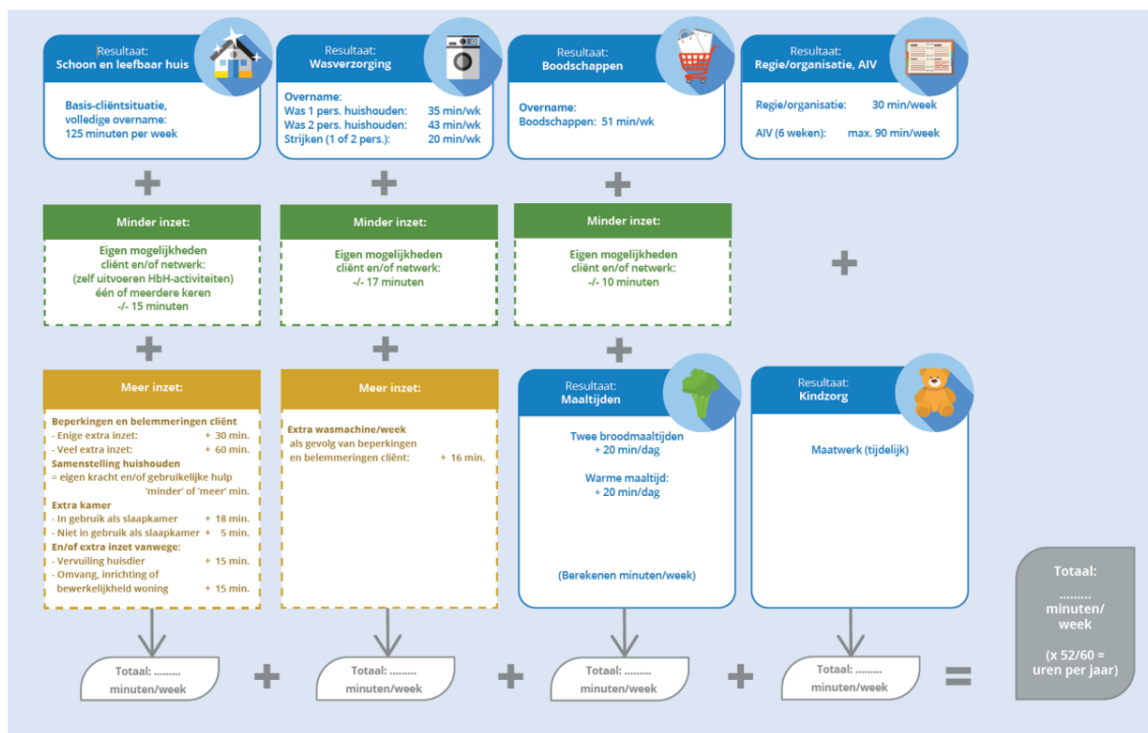 Resultaat:
Schoon en leefbaar huis
Basis-cliëntsituatie,
volledige overname:
125 minuten per week
Resultaat:
Wasverzorging
Overname:
Was 1 pers. huishouden: 35 min/wk
Was 2 pers. huishouden: 43 min/wk
Strijken (1 of 2 pers.): 20 min/wk
Resultaat:
Boodschappen
Overname:
Boodschappen: 51 min/wk
Resultaat:
Regie/organisatie, AIV
Regie/organisatie: 30 min/week
AIV (6 weken): max. 90 min/week
+
+
+
Minder inzet:
Eigen mogelijkheden
cliënt en/of netwerk:
(zelf uitvoeren HbH-activiteiten)
één of meerdere keren
-/- 15 minuten
Minder inzet:
Eigen mogelijkheden
cliënt en/of netwerk:
-/- 17 minuten
Minder inzet:
Eigen mogelijkheden
cliënt en/of netwerk:
-/- 10 minuten
+
+
+
+
Meer inzet:
Beperkingen en belemmeringen cliënt
- Enige extra inzet: + 30 min.
- Veel extra inzet: + 60 min.
Samenstelling huishouden
= eigen kracht en/of gebruikelijke hulp
'minder' of 'meer' min.
Extra kamer
- In gebruik als slaapkamer + 18 min.
- Niet in gebruik als slaapkamer + 5 min.
En/of extra inzet vanwege:
- Vervuiling huisdier + 15 min.
- Omvang, inrichting of
bewerkelijkheid woning + 15 min.
Meer inzet:
Extra wasmachine/week
als gevolg van beperkingen
en belemmeringen cliënt: + 16 min.
Resultaat:
Maaltijden
Twee broodmaaltijden
+ 20 min/dag
Warme maaltijd:
+ 20 min/dag
(Berekenen minuten/week)
Resultaat:
Kindzorg
Maatwerk (tijdelijk)
Totaal: .........
minuten/week
+
Totaal: .........
minuten/week
+
Totaal: .........
minuten/week
+
Totaal: .........
minuten/week
=
Totaal:
.........
minuten/
week
(x 52/60 =
uren per jaar)